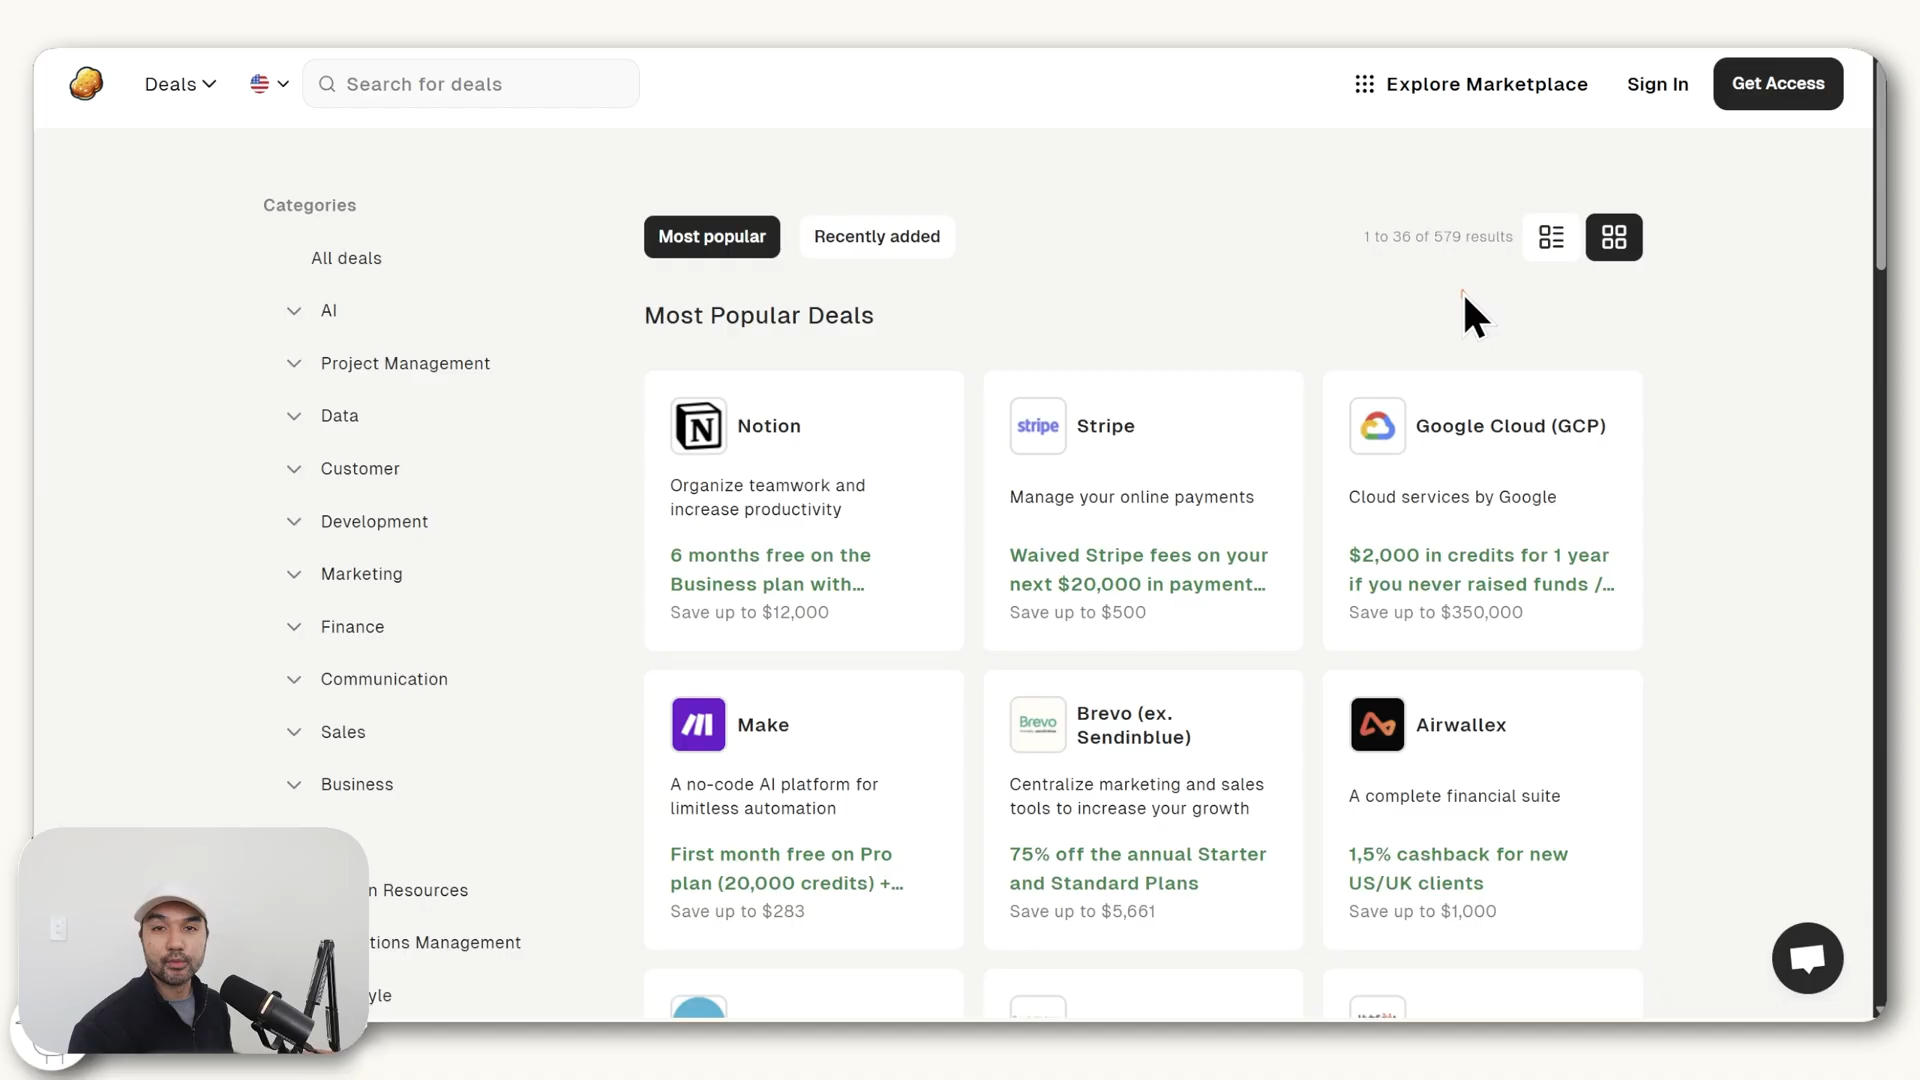 Deals
Search for deals
Explore Marketplace
Sign In
Get Access
Categories
All deals
AI
Project Management
Data
Customer
Development
Marketing
Finance
Communication
Sales
Business
n Resources
tions Management
yle
Most popular
Recently added
1 to 36 of 579 results
Most Popular Deals
Notion
Organize teamwork and
increase productivity
6 months free on the
Business plan with...
Save up to $12,000
stripe
Stripe
Manage your online payments
Waived Stripe fees on your
next $20,000 in payment...
Save up to $500
Google Cloud (GCP)
Cloud services by Google
$2,000 in credits for 1 year
if you never raised funds /...
Save up to $350,000
Make
A no-code AI platform for
limitless automation
First month free on Pro
plan (20,000 credits) +...
Save up to $283
Brevo
Brevo (ex.
Sendinblue)
Centralize marketing and sales
tools to increase your growth
75% off the annual Starter
and Standard Plans
Save up to $5,661
Airwallex
A complete financial suite
1,5% cashback for new
US/UK clients
Save up to $1,000